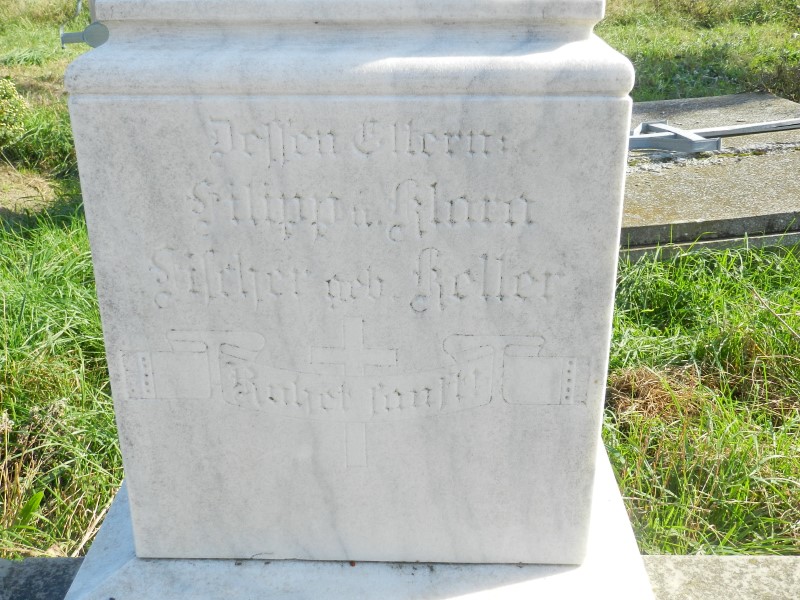 Dessen Eltern:
Filipp u. Klara
Fischer geb. Keller
Ruhet sanft!